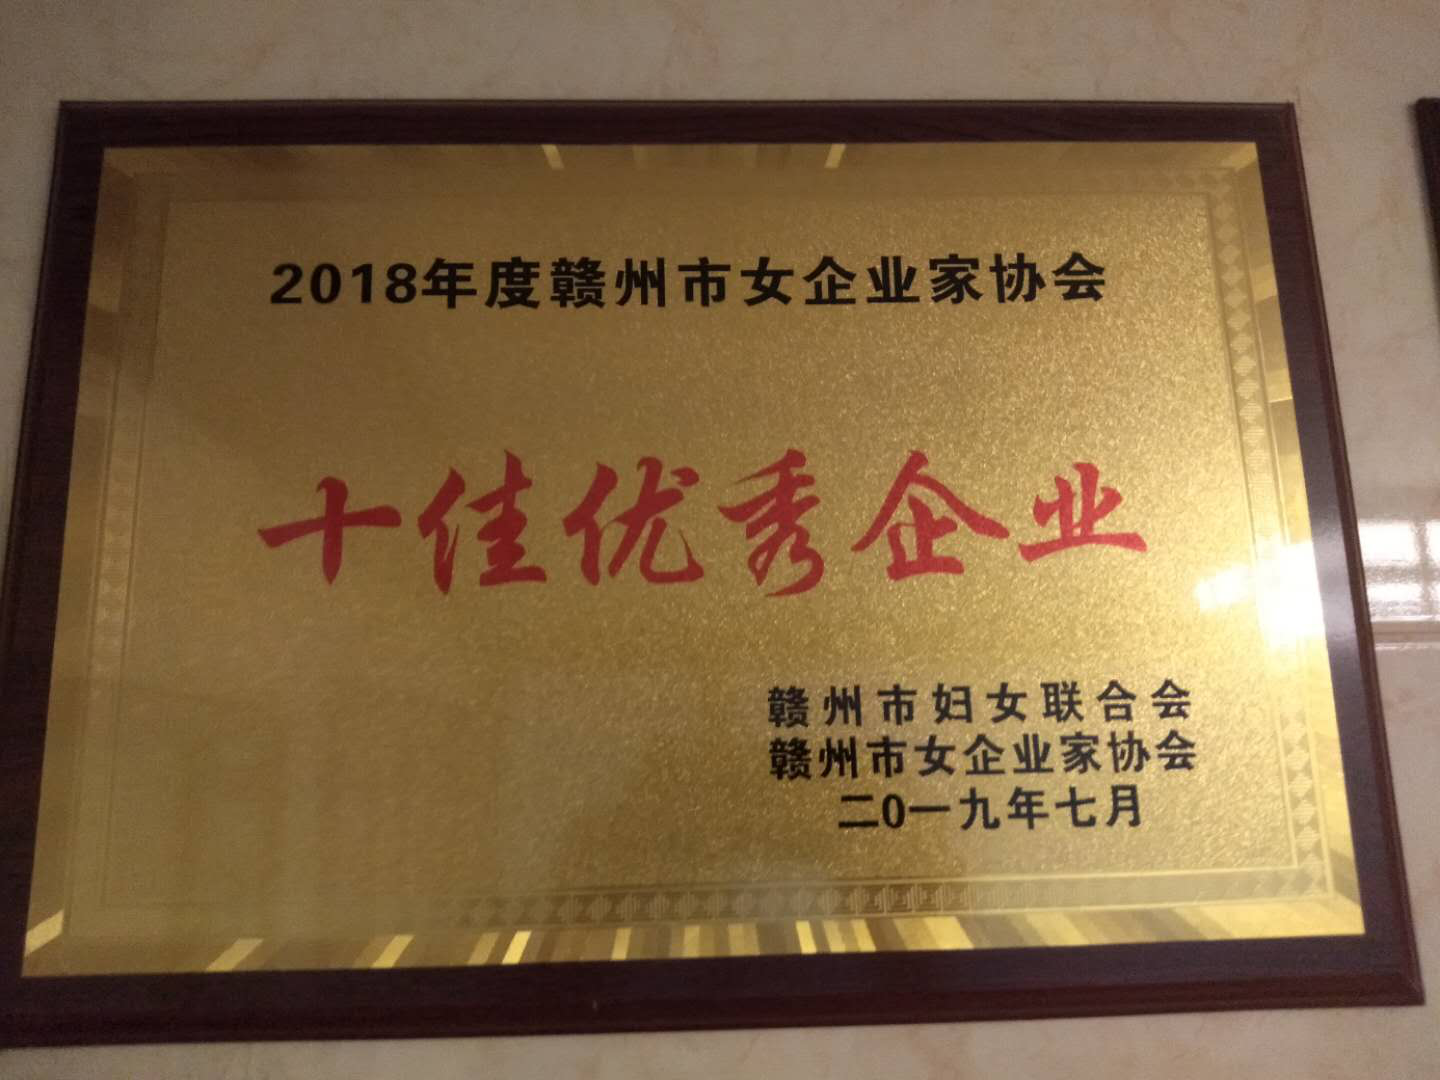 2018年度赣州市女企业家协会
十佳优秀企业
赣州市妇女联合会
赣州市女企业家协会
二0一九年七月